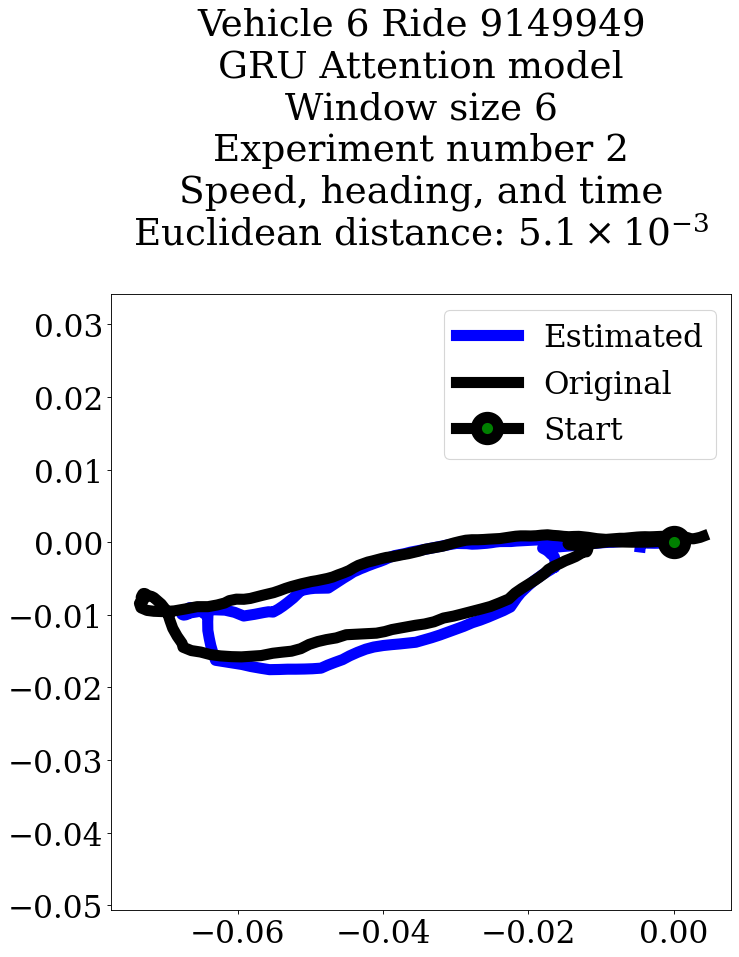 Vehicle 6 Ride 9149949
GRU Attention model
Window size 6
Experiment number 2
Speed, heading, and time
Euclidean distance: 5.1 × 10⁻³
Estimated
Original
Start
0.03
0.02
0.01
0.00
−0.01
−0.02
−0.03
−0.04
−0.05
−0.06
−0.04
−0.02
0.00